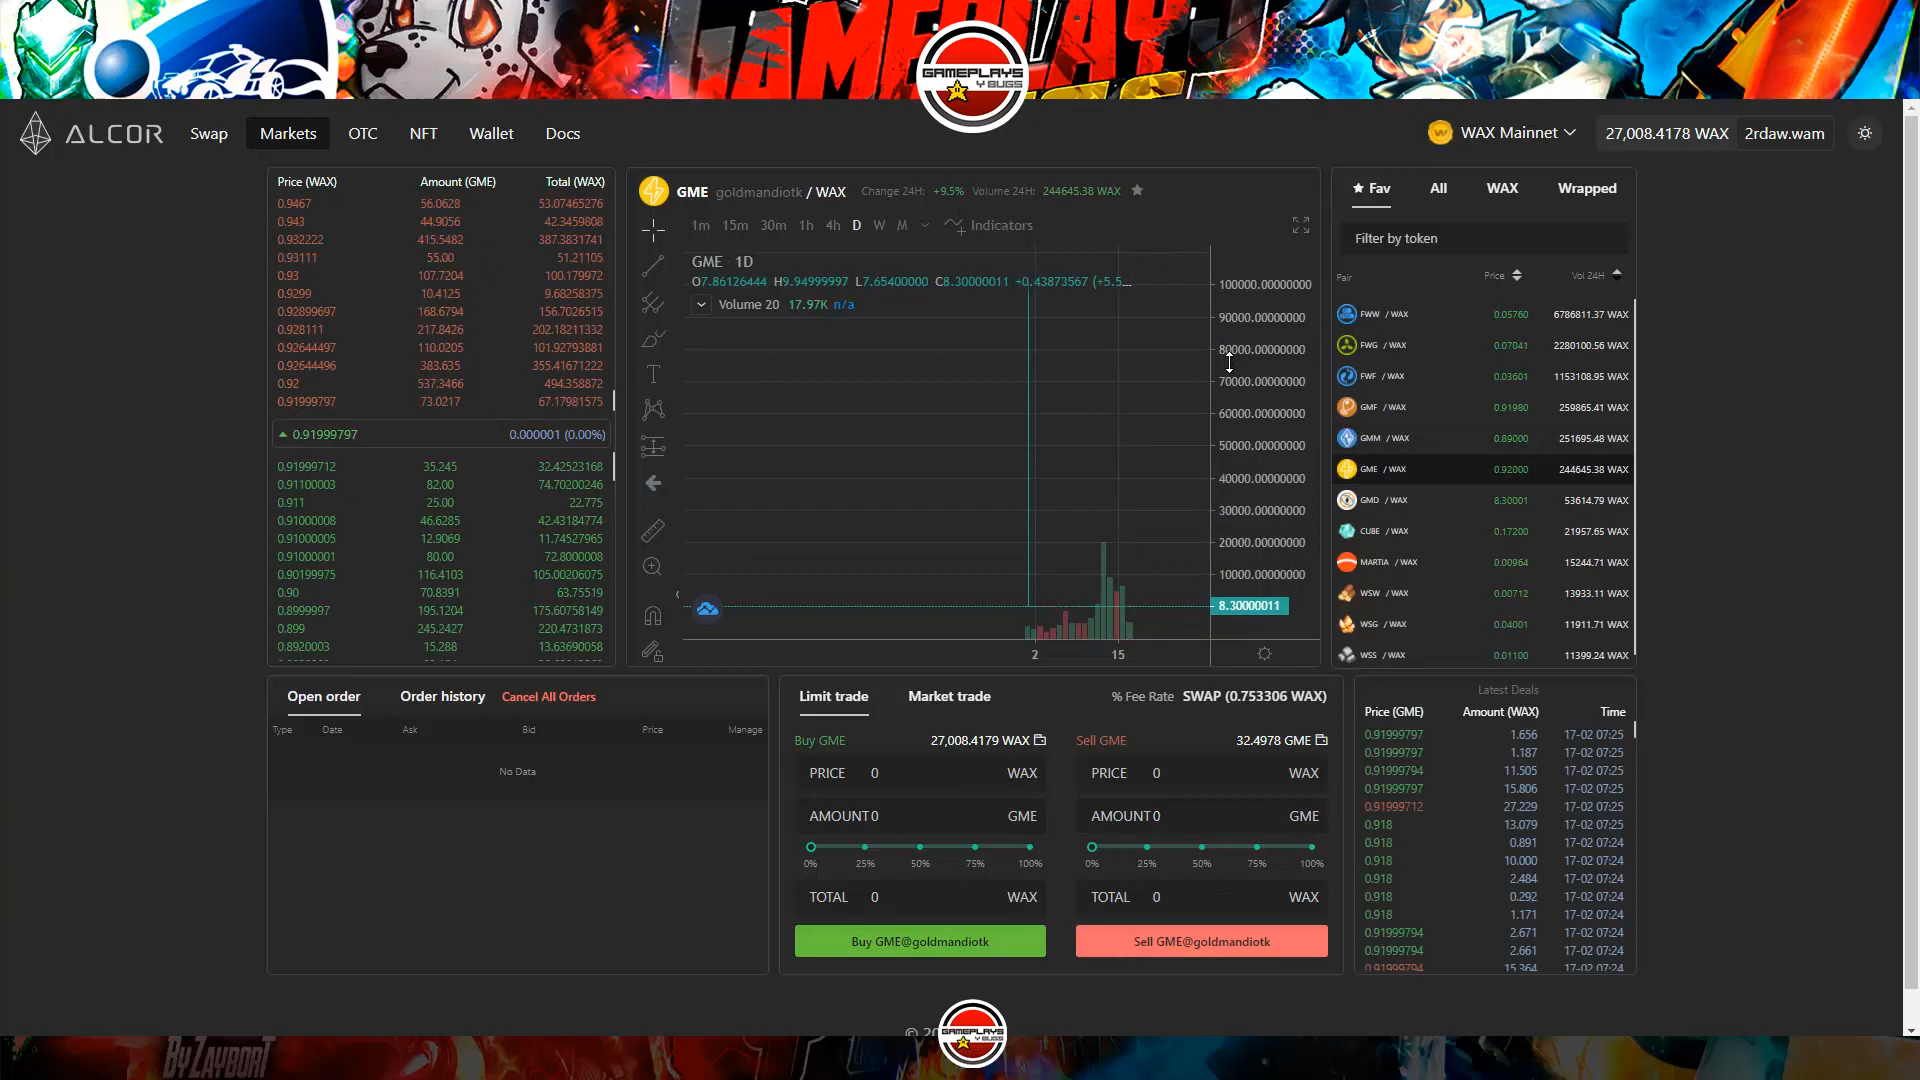 GAMEPLAYS
Y BUGS
ALCOR
Swap
Markets
OTC
NFT
Wallet
Docs
WAX Mainnet
27,008.4178 WAX
2rdaw.wam
Price (WAX) Amount (GME) Total (WAX)
0.9467 56.0628 53.07465276
0.943 44.9056 42.3459808
0.932222 415.5482 387.3831741
0.93111 55.00 51.21105
0.93 107.7204 100.179972
0.9299 10.4125 9.68258375
0.92899697 168.6794 156.7026515
0.928111 217.8426 202.18211332
0.92644497 110.0205 101.92793881
0.92644496 383.635 355.41671222
0.92 537.3466 494.358872
0.91999797 73.0217 67.17981575
0.91999797 0.000001 (0.00%)
0.91999712 35.245 32.42523168
0.91100003 82.00 74.70200246
0.911 25.00 22.775
0.91000008 46.6285 42.43184774
0.91000005 12.9069 11.74527965
0.91000001 80.00 72.8000008
0.90199975 116.4103 105.00206075
0.90 70.8391 63.75519
0.8999997 195.1204 175.60758149
0.899 245.2427 220.4731873
0.8920003 15.288 13.63690058
GME goldmandiotk / WAX Change 24H: +9.5% Volume 24H: 244645.38 WAX
1m 15m 30m 1h 4h D W M Indicators
GME 1D
O7.86126444 H9.94999997 L7.65400000 C8.30000011 +0.43873567 (+5.5...
Volume 20 17.97K n/a
100000.00000000
90000.00000000
80000.00000000
70000.00000000
60000.00000000
50000.00000000
40000.00000000
30000.00000000
20000.00000000
10000.00000000
8.30000011
2 15
Fav All WAX Wrapped
Filter by token
Pair Price Vol 24H
FWW / WAX 0.05760 6786811.37 WAX
FWG / WAX 0.07041 2280100.56 WAX
FWF / WAX 0.03601 1153108.95 WAX
GMF / WAX 0.91980 259865.41 WAX
GMM / WAX 0.89000 251695.48 WAX
GME / WAX 0.92000 244645.38 WAX
GMD / WAX 8.30001 53614.79 WAX
CUBE / WAX 0.17200 21957.65 WAX
MARTIA / WAX 0.00964 15244.71 WAX
WSW / WAX 0.00712 13933.11 WAX
WSG / WAX 0.04001 11911.71 WAX
WSS / WAX 0.01100 11399.24 WAX
Open order Order history Cancel All Orders
Type Date Ask Bid Price Manage
No Data
Limit trade Market trade % Fee Rate SWAP (0.753306 WAX)
Buy GME 27,008.4179 WAX
PRICE 0 WAX
AMOUNT 0 GME
0% 25% 50% 75% 100%
TOTAL 0 WAX
Buy GME@goldmandiotk
Sell GME 32.4978 GME
PRICE 0 WAX
AMOUNT 0 GME
0% 25% 50% 75% 100%
TOTAL 0 WAX
Sell GME@goldmandiotk
Latest Deals
Price (GME) Amount (WAX) Time
0.91999797 1.656 17-02 07:25
0.91999797 1.187 17-02 07:25
0.91999794 11.505 17-02 07:25
0.91999797 15.806 17-02 07:25
0.91999712 27.229 17-02 07:25
0.918 13.079 17-02 07:25
0.918 0.891 17-02 07:24
0.918 10.000 17-02 07:24
0.918 2.484 17-02 07:24
0.918 0.292 17-02 07:24
0.918 1.171 17-02 07:24
0.91999794 2.671 17-02 07:24
0.91999794 2.661 17-02 07:24
0.91999794 15.364 17-02 07:24
GAMEPLAYS
Y BUGS
BYZAYBORT